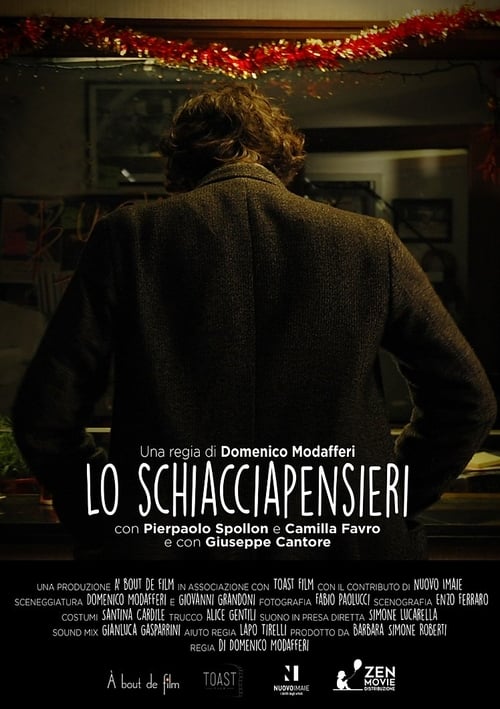 Una regia di Domenico Modafferi
LO SCHIACCIAPENSIERI
con Pierpaolo Spollon e Camilla Favro
e con Giuseppe Cantore
UNA PRODUZIONE A' BOUT DE FILM IN ASSOCIAZIONE CON TOAST FILM CON IL CONTRIBUTO DI NUOVO IMAIE
SCENEGGIATURA DOMENICO MODAFFERI E GIOVANNI GRANDONI FOTOGRAFIA FABIO PAOLUCCI SCENOGRAFIA ENZO FERRARO
COSTUMI SANTINA CARDILE TRUCCO ALICE GENTILI SUONO IN PRESA DIRETTA SIMONE LUCARELLA
SOUND MIX GIANLUCA GASPARRINI AIUTO REGIA LAPO TIRELLI PRODOTTO DA BARBARA SIMONE ROBERTI
REGIA DI DOMENICO MODAFFERI
À bout de film
TOAST
N
NUOVOIMAIE
i diritti degli artisti
ZEN
MOVIE
DISTRIBUZIONE